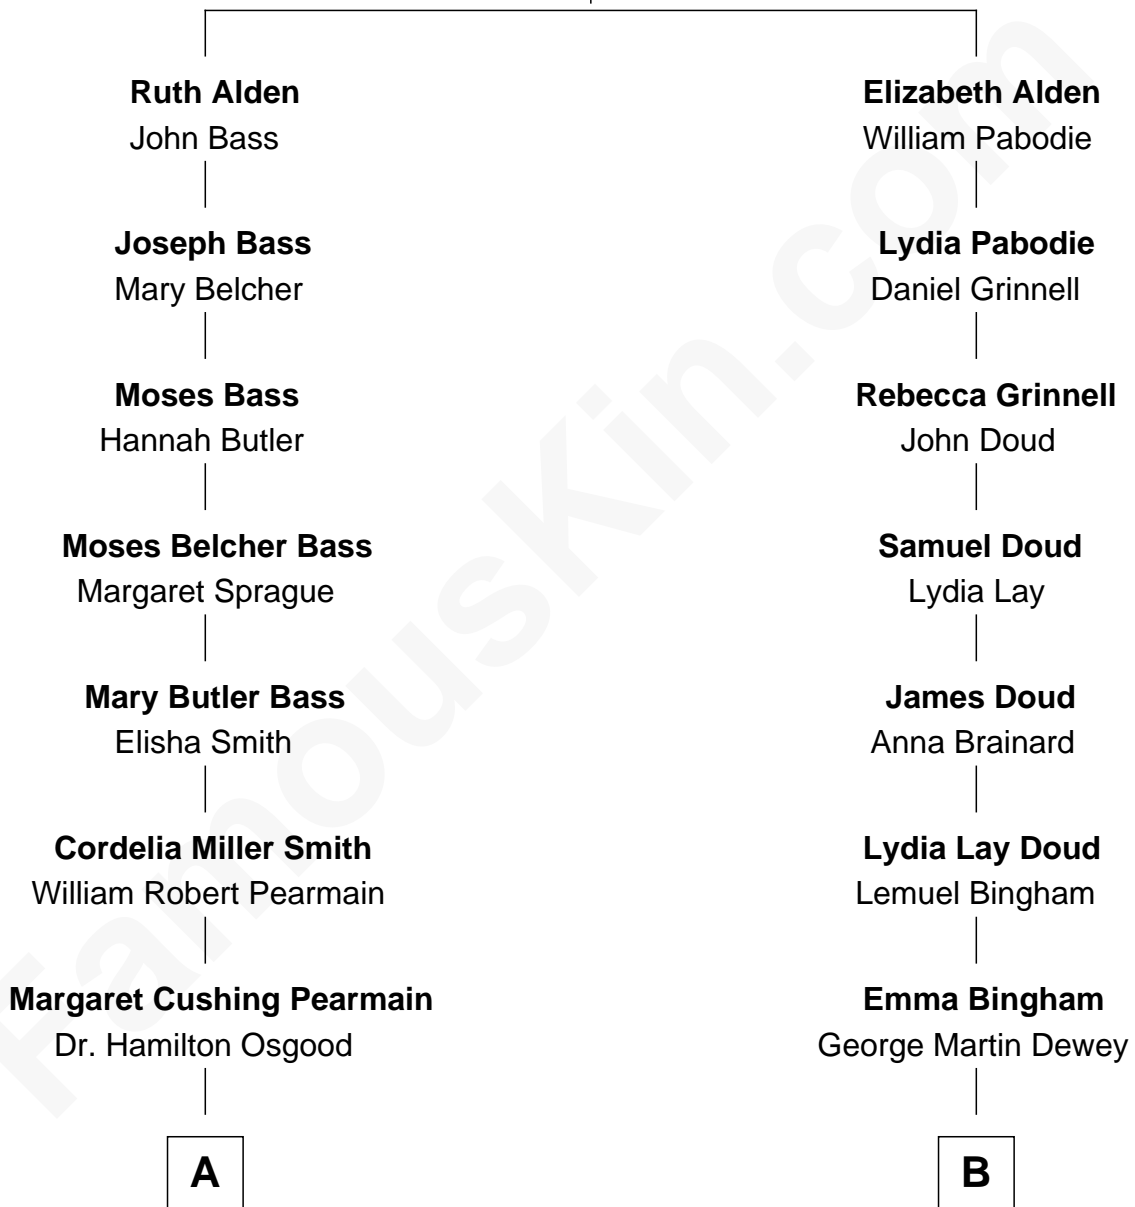 Ruth Alden
John Bass
Elizabeth Alden
William Pabodie
Joseph Bass
Mary Belcher
Lydia Pabodie
Daniel Grinnell
Moses Bass
Hannah Butler
Rebecca Grinnell
John Doud
Moses Belcher Bass
Margaret Sprague
Samuel Doud
Lydia Lay
Mary Butler Bass
Elisha Smith
James Doud
Anna Brainard
Cordelia Miller Smith
William Robert Pearmain
Lydia Lay Doud
Lemuel Bingham
Margaret Cushing Pearmain
Dr. Hamilton Osgood
Emma Bingham
George Martin Dewey
A
B
FamousKin.com